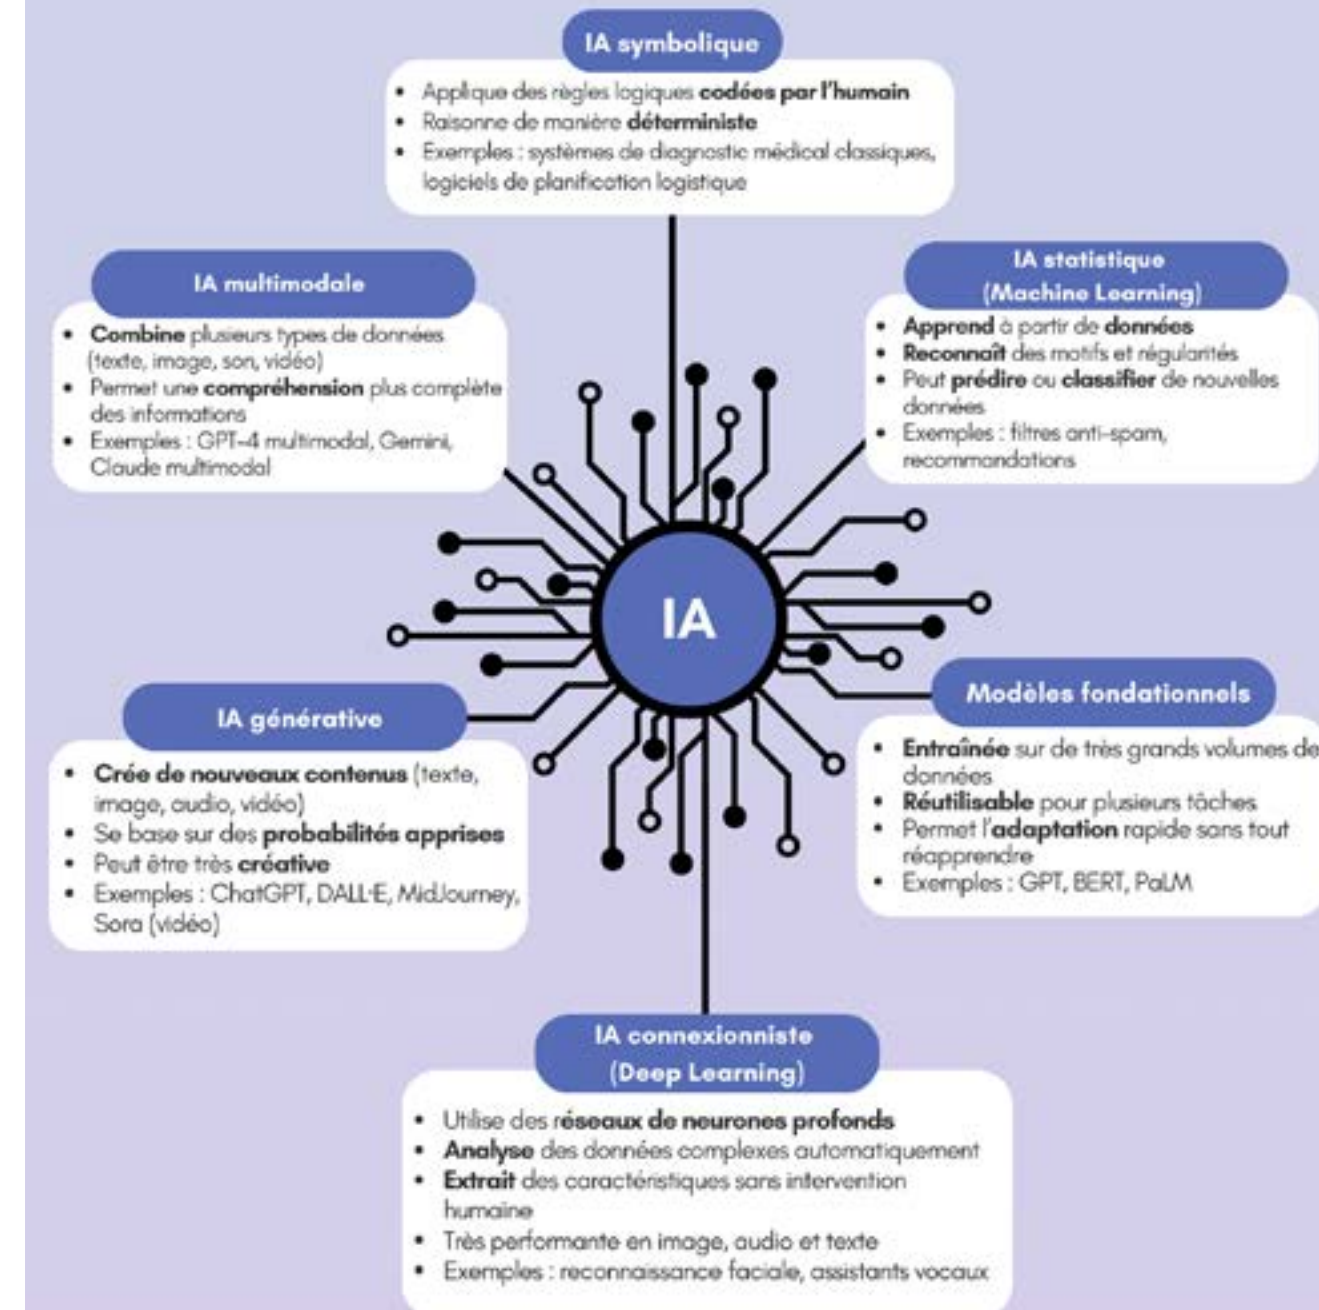 IA symbolique
• Applique des règles logiques codées par l'humain
• Raisonne de manière déterministe
• Exemples : systèmes de diagnostic médical classiques,
logiciels de planification logistique
IA multimodale
• Combine plusieurs types de données
(texte, image, son, vidéo)
• Permet une compréhension plus complète
des informations
• Exemples : GPT-4 multimodal, Gemini,
Claude multimodal
IA statistique
(Machine Learning)
• Apprend à partir de données
• Reconnaît des motifs et régularités
• Peut prédire ou classifier de nouvelles
données
• Exemples : filtres anti-spam,
recommandations
IA
IA générative
• Crée de nouveaux contenus (texte,
image, audio, vidéo)
• Se base sur des probabilités apprises
• Peut être très créative
• Exemples : ChatGPT, DALL·E, MidJourney,
Sora (vidéo)
Modèles fondationnels
• Entraînée sur de très grands volumes de
données
• Réutilisable pour plusieurs tâches
• Permet l'adaptation rapide sans tout
réapprendre
• Exemples : GPT, BERT, PaLM
IA connexionniste
(Deep Learning)
• Utilise des réseaux de neurones profonds
• Analyse des données complexes automatiquement
• Extrait des caractéristiques sans intervention
humaine
• Très performante en image, audio et texte
• Exemples : reconnaissance faciale, assistants vocaux